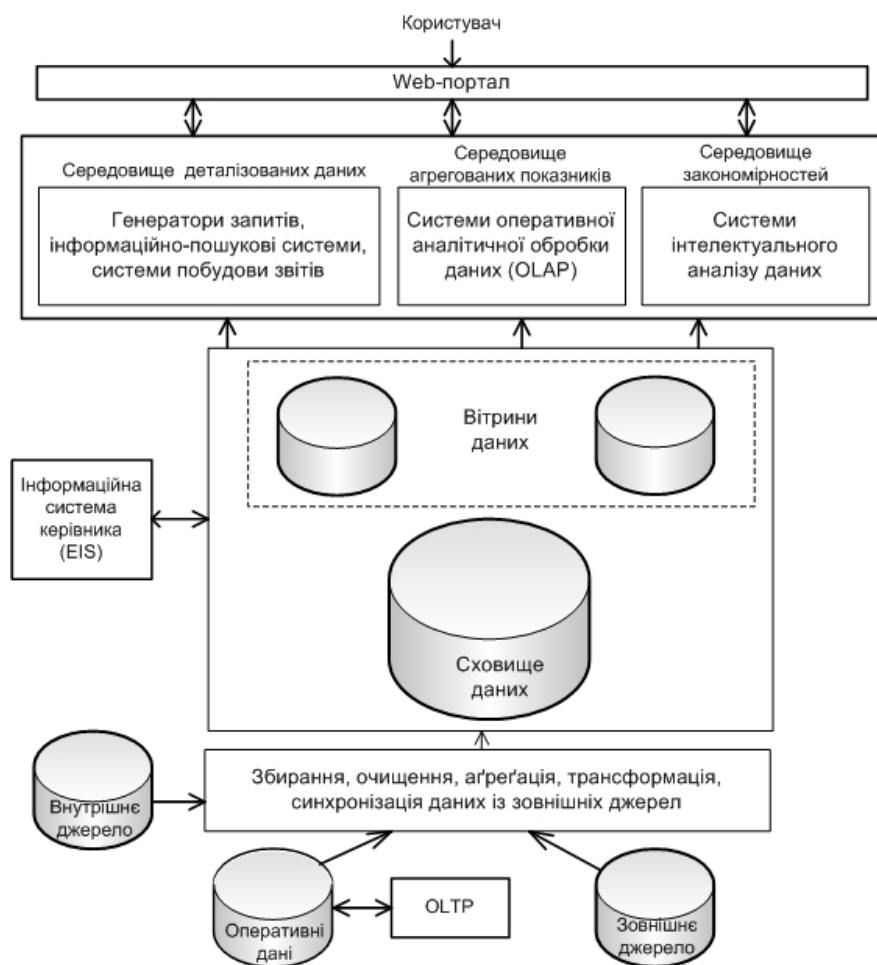 Користувач
Web-портал
Середовище деталізованих даних
Середовище
агрегованих показників
Середовище
закономірностей
Генератори запитів,
інформаційно-пошукові системи,
системи побудови звітів
Системи оперативної
аналітичної обробки
даних (OLAP)
Системи
інтелектуального
аналізу даних
Вітрини
даних
Інформаційна
система
керівника
(EIS)
Сховище
даних
Збирання, очищення, аґреґація, трансформація,
синхронізація даних із зовнішніх джерел
Внутрішнє
джерело
Оперативні
дані
OLTP
Зовнішнє
джерело